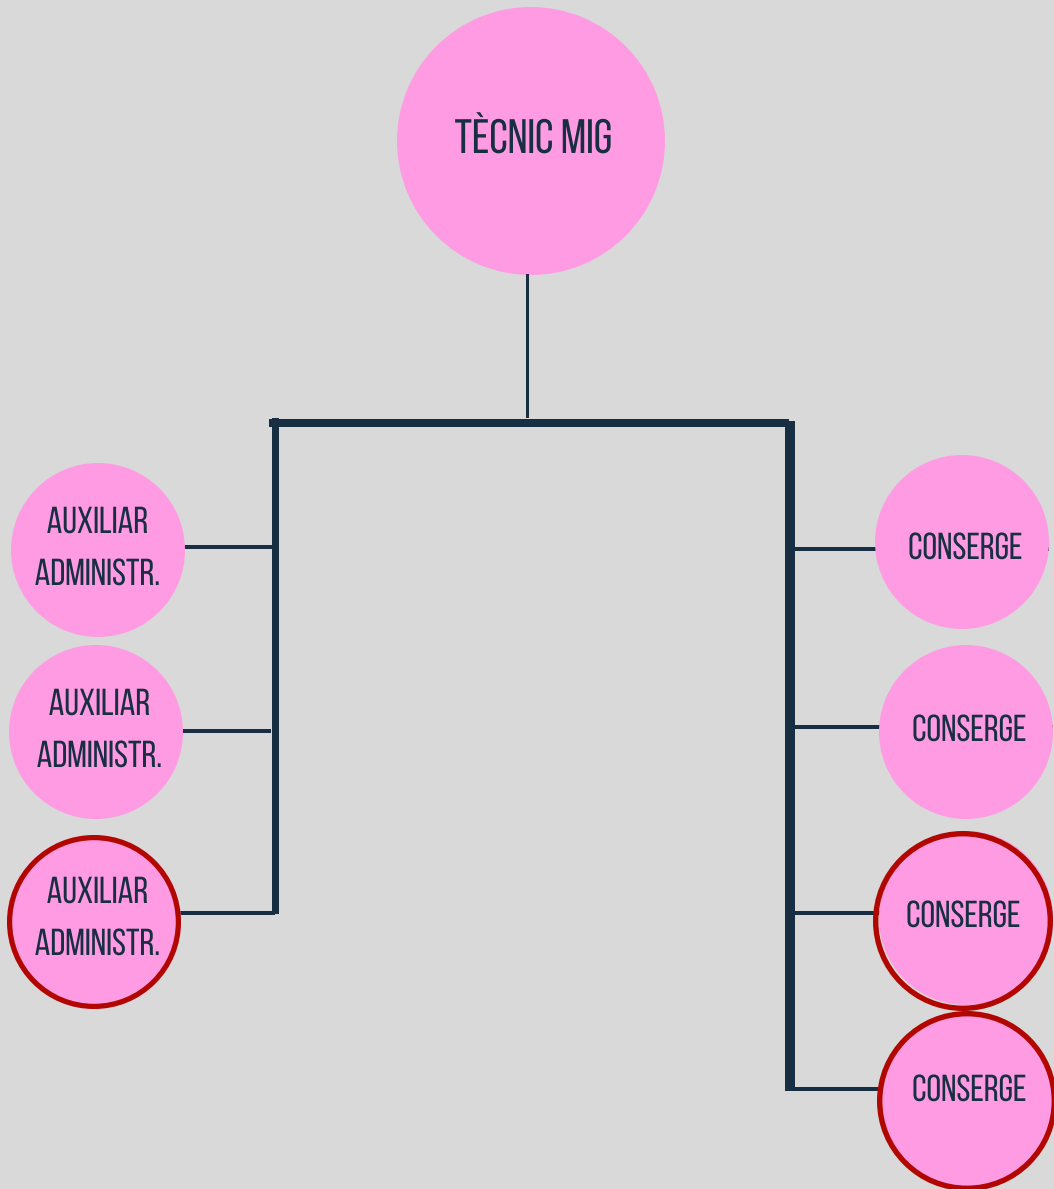 TÈCNIC MIG
AUXILIAR
ADMINISTR.
AUXILIAR
ADMINISTR.
AUXILIAR
ADMINISTR.
CONSERGE
CONSERGE
CONSERGE
CONSERGE